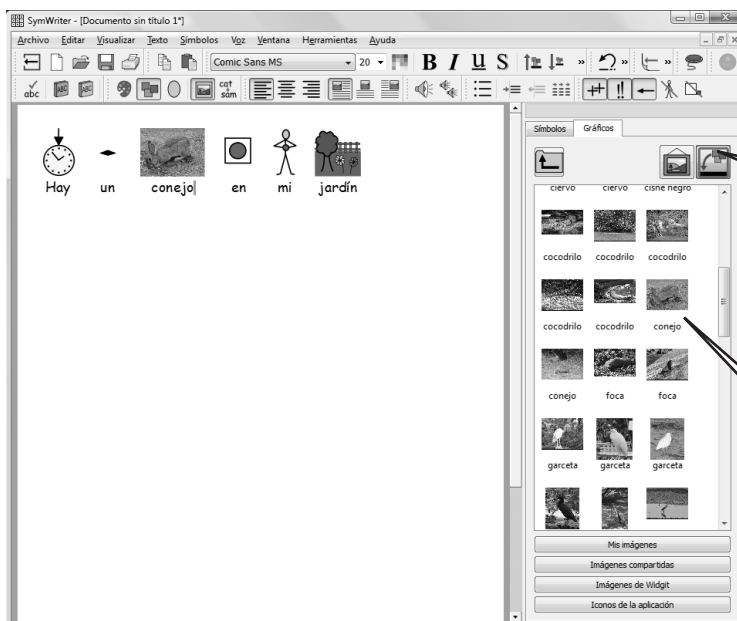 SymWriter - [Documento sin título 1*]
Archivo Editar Visualizar Texto Símbolos Voz Ventana Herramientas Ayuda
Comic Sans MS 20 B I u S » » »
abc cat sam
Hay un conejo en mi jardín
Símbolos Gráficos
ciervo ciervo cisne negro
cocodrilo cocodrilo cocodrilo
cocodrilo cocodrilo conejo
conejo foca foca
garceta garceta garceta
Mis imágenes
Imágenes compartidas
Imágenes de Widgit
Iconos de la aplicación